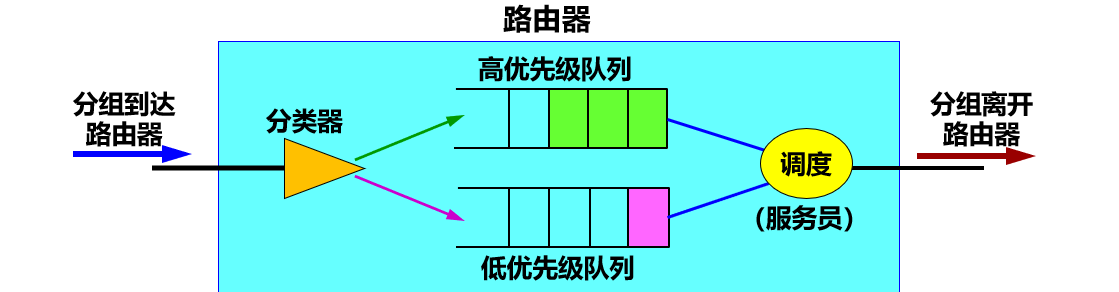 路由器
高优先级队列
分组到达
路由器
分类器
分组离开
路由器
调度
（服务员）
低优先级队列